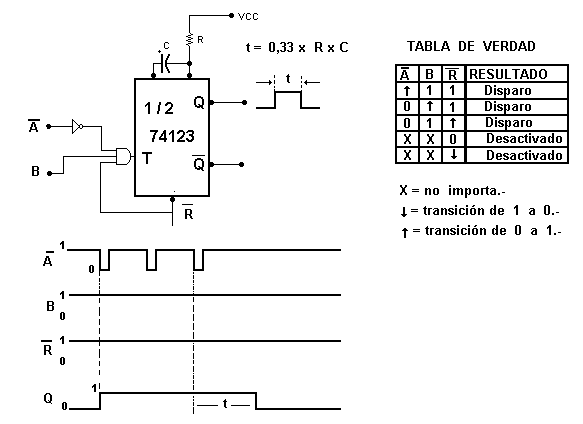 VCC
C
+
R
t = 0,33 x R x C
1 / 2
74123
Q
Q
T
R
A
B
t
TABLA DE VERDAD
A B R RESULTADO
↑ 1 1 Disparo
0 ↑ 1 Disparo
0 1 ↑ Disparo
X X 0 Desactivado
X X ↓ Desactivado
X = no importa.-
↓ = transición de 1 a 0.-
↑ = transición de 0 a 1.-
A 1 0
B 1 0
R 1 0
Q 1 0
t